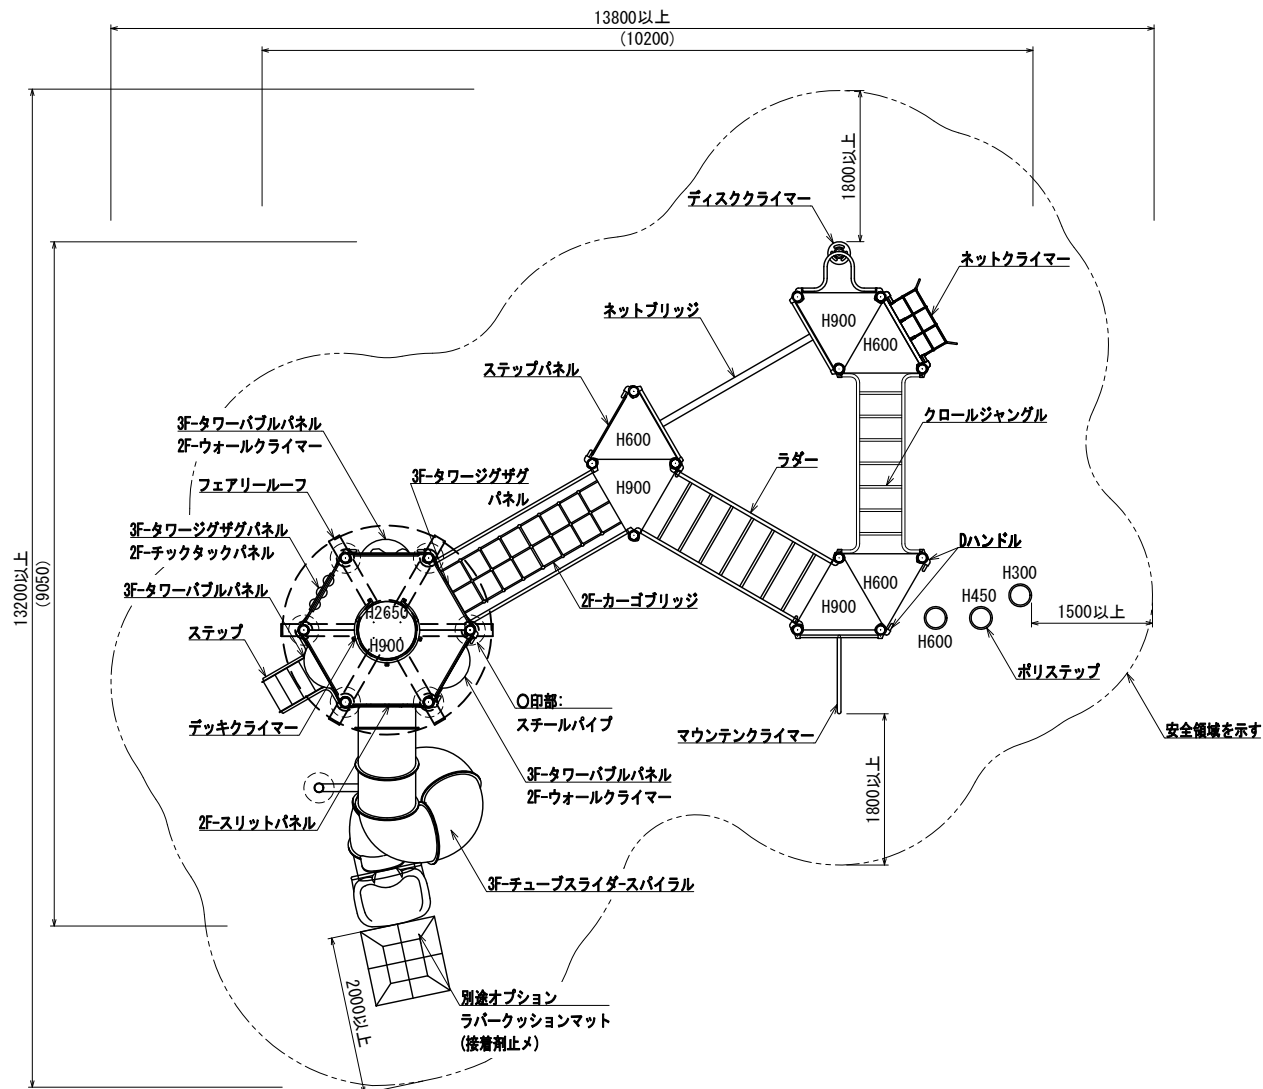 13800以上
(10200)
1800以上
ディスククライマー
ネットクライマー
ネットブリッジ
H900
H600
ステップパネル
クロールジャングル
3F-タワーバブルパネル
2F-ウォールクライマー
3F-タワージグザグ
パネル
H600
H900
ラダー
フェアリールーフ
3F-タワージグザグパネル
2F-チックタックパネル
3F-タワーバブルパネル
Dハンドル
13200以上
(9050)
2F-カーゴブリッジ
H600
H900
H300
H450
H600
1500以上
H2650
H900
ステップ
ポリステップ
〇印部:
スチールパイプ
デッキクライマー
マウンテンクライマー
安全領域を示す
3F-タワーバブルパネル
2F-ウォールクライマー
1800以上
2F-スリットパネル
3F-チューブスライダースパイラル
2000以上
別途オプション
ラバークッションマット
(接着剤止メ)